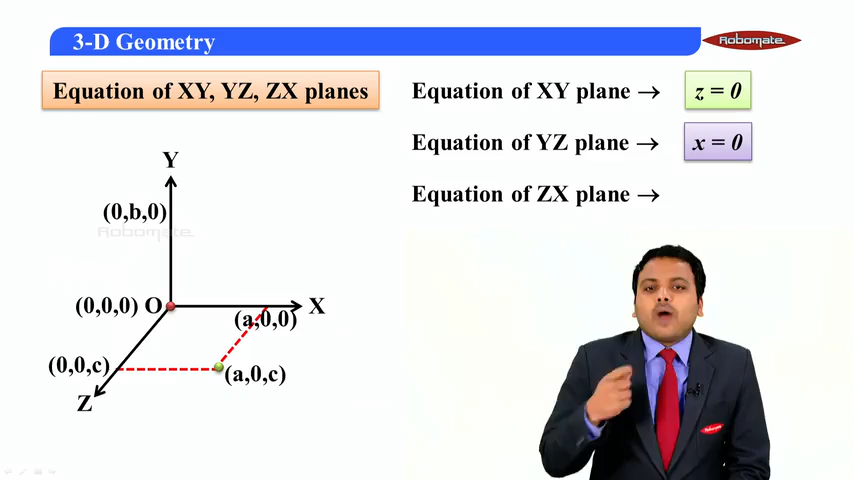 3-D Geometry
Robomate
Equation of XY, YZ, ZX planes
Equation of XY plane → z = 0
Equation of YZ plane → x = 0
Equation of ZX plane →
Y
(0,b,0)
Robomate
(0,0,0) O
X
(a,0,0)
(0,0,c)
(a,0,c)
Z
Robomate